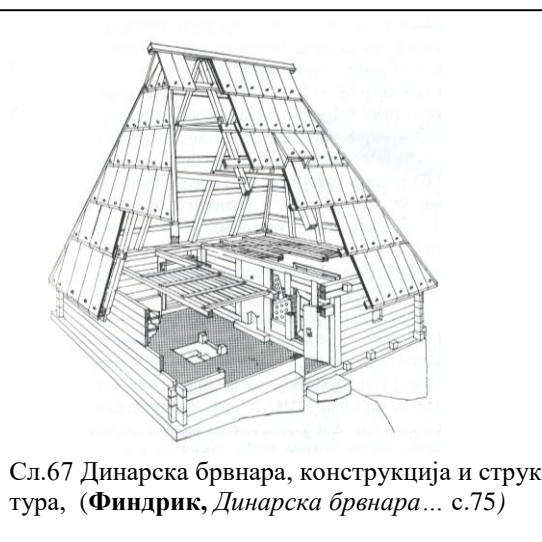 Сл.67 Динарска брвнара, конструкција и струк
тура, (Финдрик, Динарска брвнара... с.75)